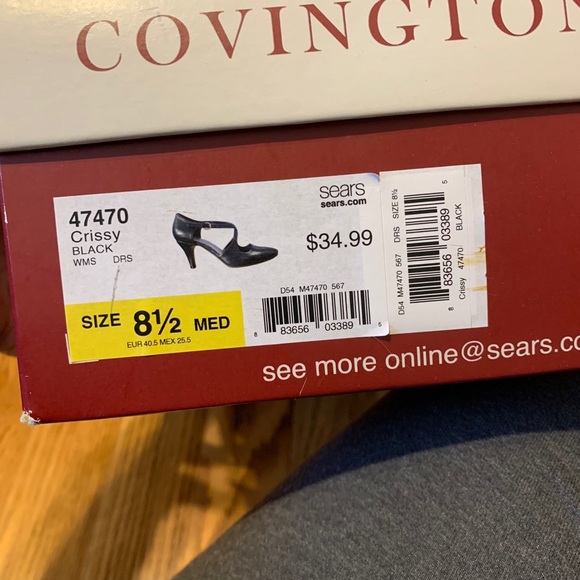 COVINGTON
47470
Crissy
BLACK
WMS DRS
sears
sears.com
$34.99
SIZE 8½ MED
EUR 40.5 MEX 25.5
D54 M47470 567
8 83656 03389 5
D54 M47470 567 DRS SIZE 8½
8 83656 03389 5
Crissy 47470 BLACK
see more online@sears.co